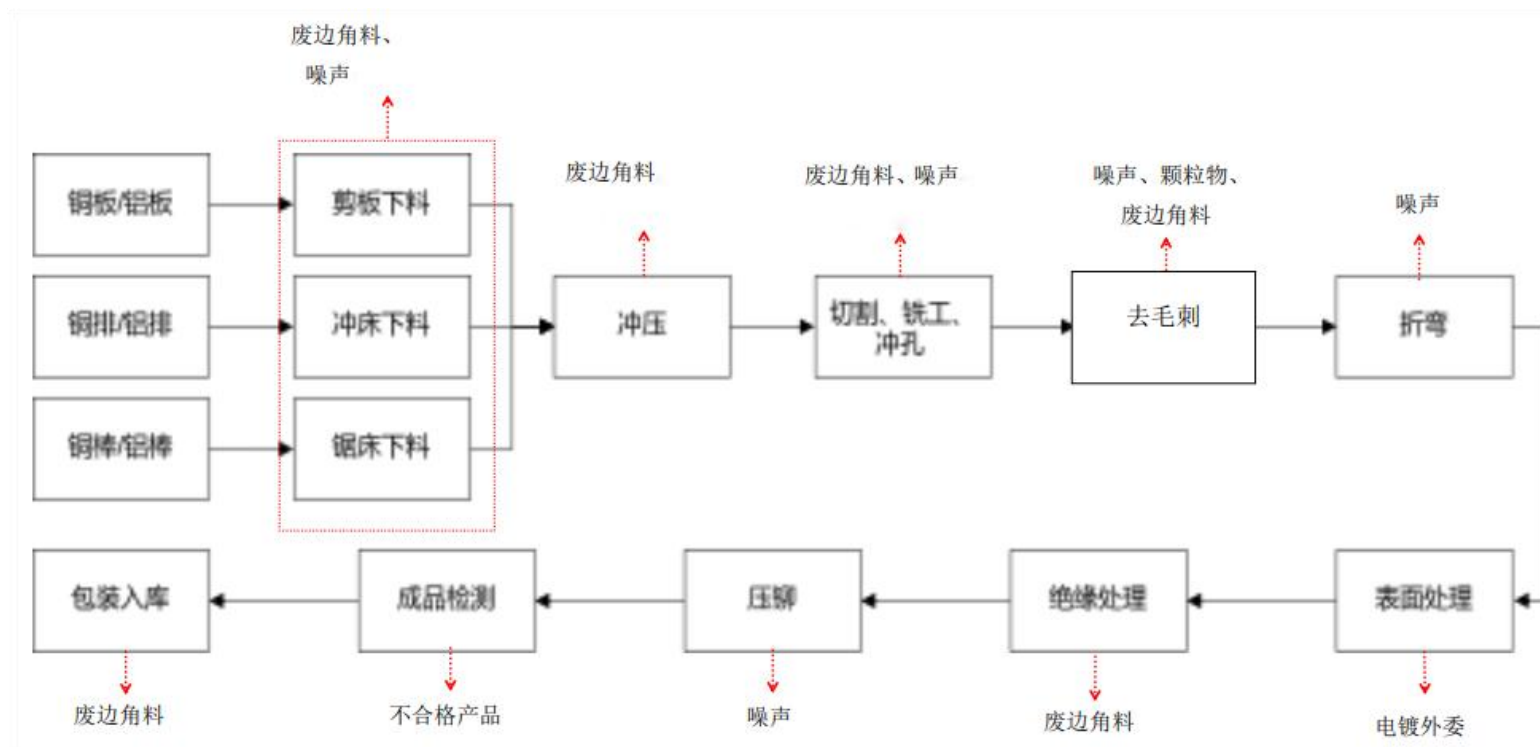 废边角料、
噪声
废边角料
废边角料、噪声
噪声、颗粒物、
废边角料
噪声
铜板/铝板
剪板下料
铜排/铝排
冲床下料
冲压
切割、铣工、
冲孔
去毛刺
折弯
铜棒/铝棒
锯床下料
包装入库
成品检测
压铆
绝缘处理
表面处理
废边角料
不合格产品
噪声
废边角料
电镀外委